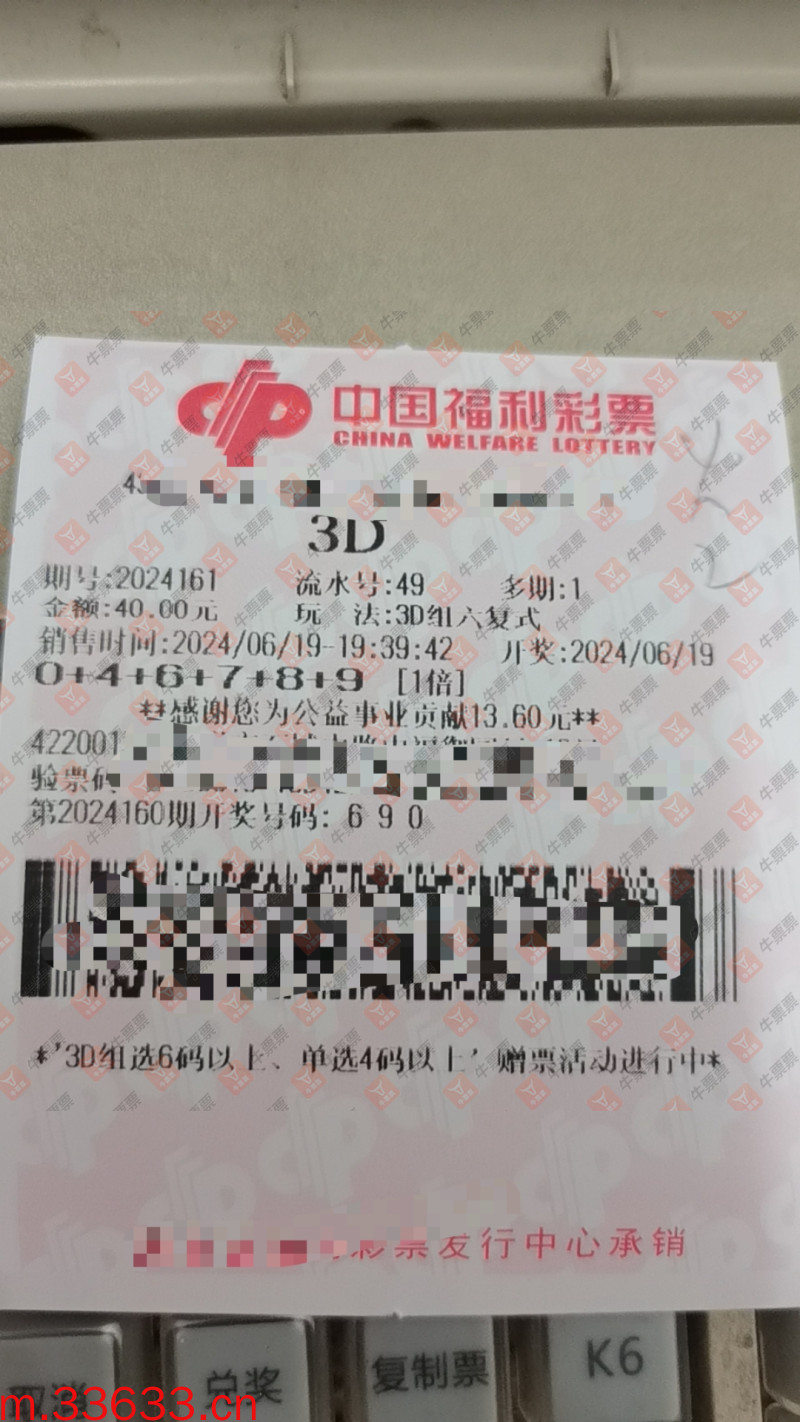 中国福利彩票
CHINA WELFARE LOTTERY
3D
期号:2024161 流水号:49 多期:1
金额:40.00元 玩 法:3D组六复式
销售时间:2024/06/19-19:39:42 开奖:2024/06/19
0+4+6+7+8+9 [1倍]
**感谢您为公益事业贡献13.60元**
422001
验票码
第2024160期开奖号码: 6 9 0
*'3D组选6码以上、单选4码以上'赠票活动进行中*
彩票发行中心承销
取消 兑奖 复制票 K6
m.33633.cn
牛票票